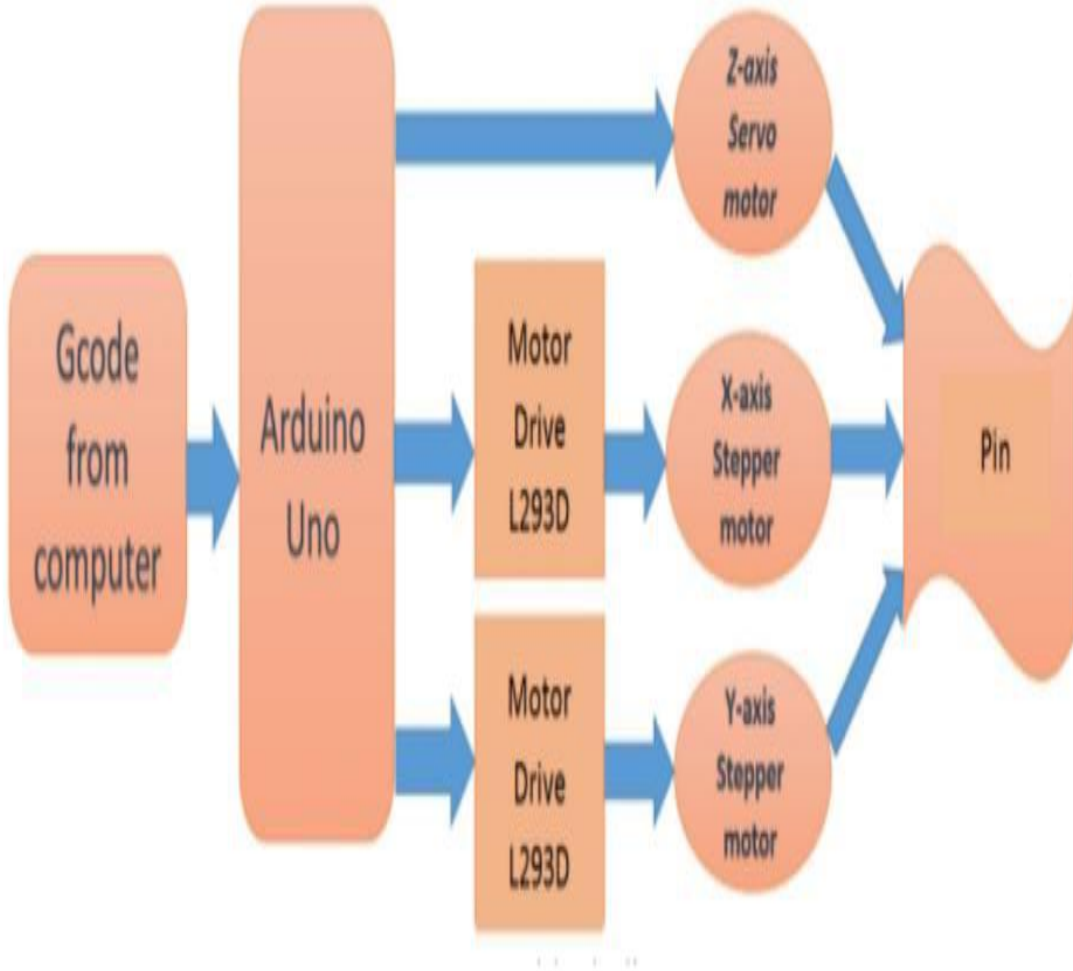 Gcode
from
computer
Arduino
Uno
Z-axis
Servo
motor
Motor
Drive
L293D
X-axis
Stepper
motor
Pin
Motor
Drive
L293D
Y-axis
Stepper
motor